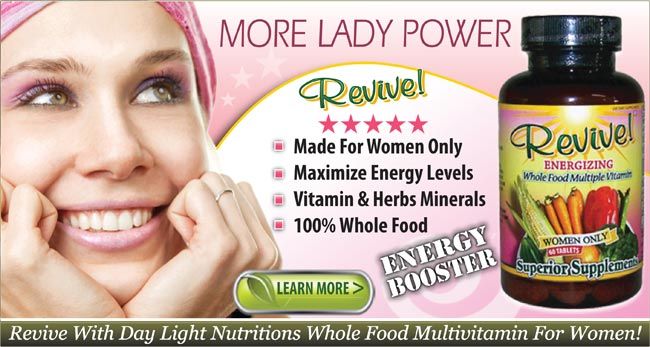 MORE LADY POWER
Revive!
Made For Women Only
Maximize Energy Levels
Vitamin & Herbs Minerals
100% Whole Food
ENERGY
BOOSTER
LEARN MORE >
Revive!
ENERGIZING
Whole Food Multiple Vitamin
WOMEN ONLY
60 TABLETS
Superior Supplements
Revive With Day Light Nutritions Whole Food Multivitamin For Women!